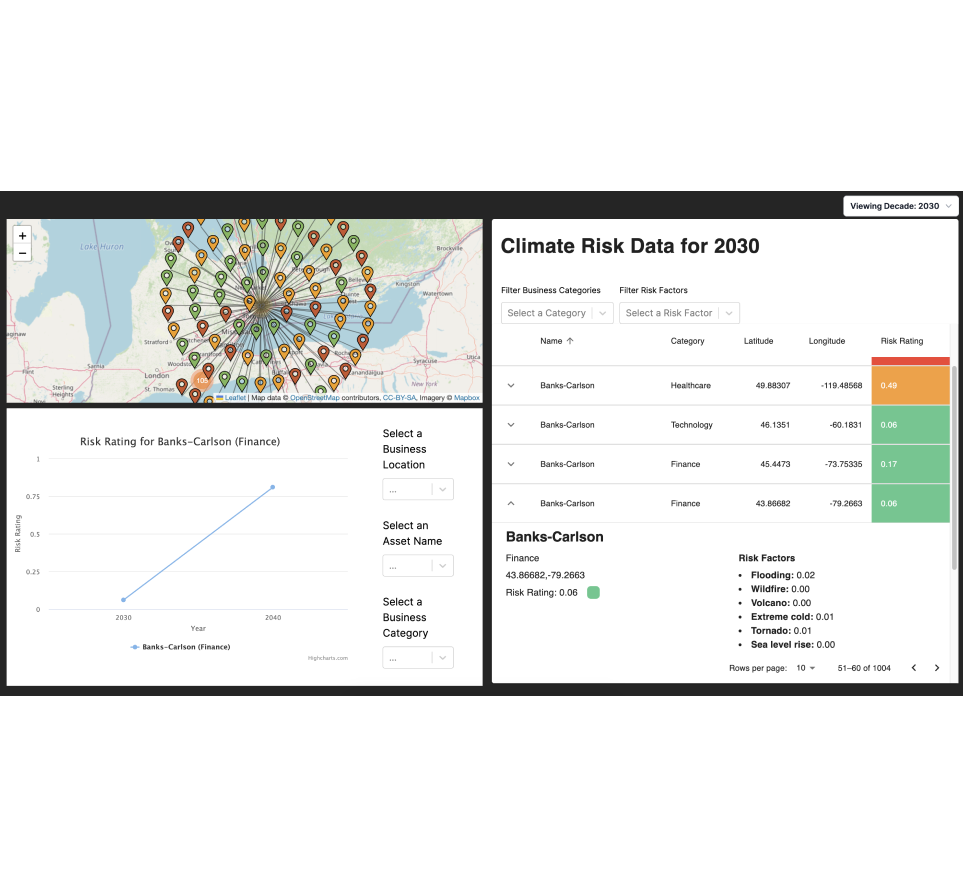 Viewing Decade: 2030
+
−
Lake Huron
Brockville
Kingston
Watertown
Stratford
London
St. Thomas
Sarnia
Flint
Sterling
Heights
Syracuse
Utica
New York
105
Leaflet | Map data © OpenStreetMap contributors, CC-BY-SA, Imagery © Mapbox
Risk Rating for Banks-Carlson (Finance)
Risk Rating
1
0.75
0.5
0.25
0
2030
2040
Year
Banks-Carlson (Finance)
Highcharts.com
Select a
Business
Location
...
Select an
Asset Name
...
Select a
Business
Category
...
Climate Risk Data for 2030
Filter Business Categories
Filter Risk Factors
Select a Category
Select a Risk Factor
Name ↑ Category Latitude Longitude Risk Rating
Banks-Carlson Healthcare 49.88307 -119.48568 0.49
Banks-Carlson Technology 46.1351 -60.1831 0.06
Banks-Carlson Finance 45.4473 -73.75335 0.17
Banks-Carlson Finance 43.86682 -79.2663 0.06
Banks-Carlson
Finance
43.86682,-79.2663
Risk Rating: 0.06
Risk Factors
• Flooding: 0.02
• Wildfire: 0.00
• Volcano: 0.00
• Extreme cold: 0.01
• Tornado: 0.01
• Sea level rise: 0.00
Rows per page: 10 51–60 of 1004